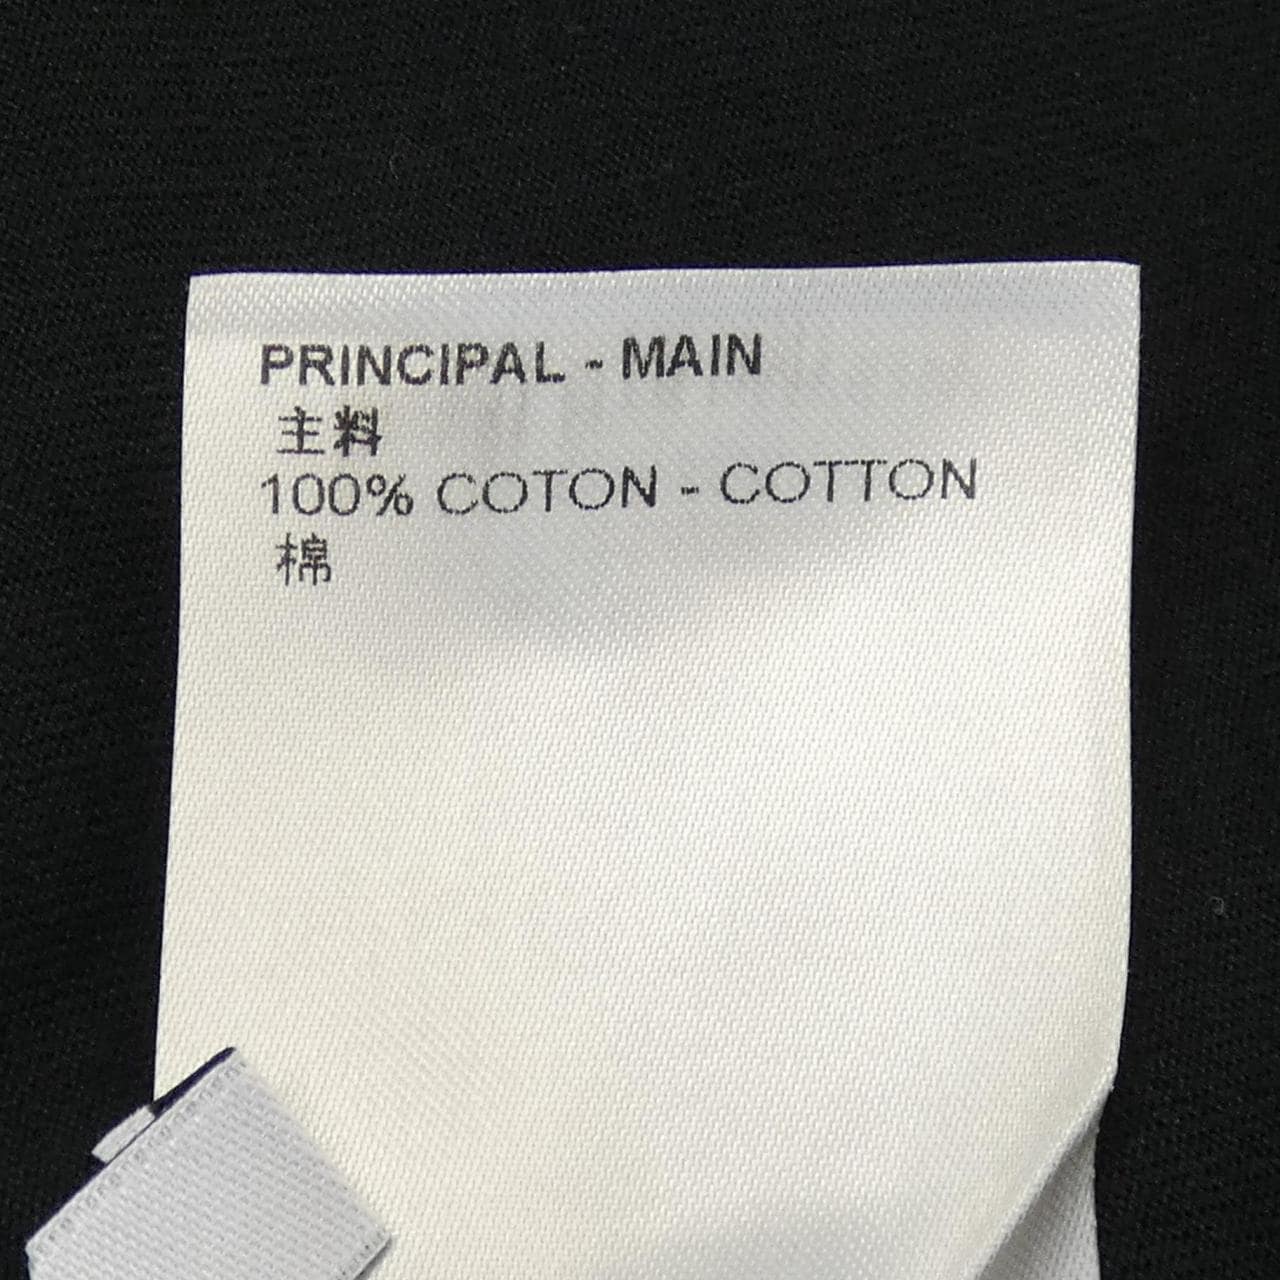 PRINCIPAL - MAIN
主料
100% COTON - COTTON
棉